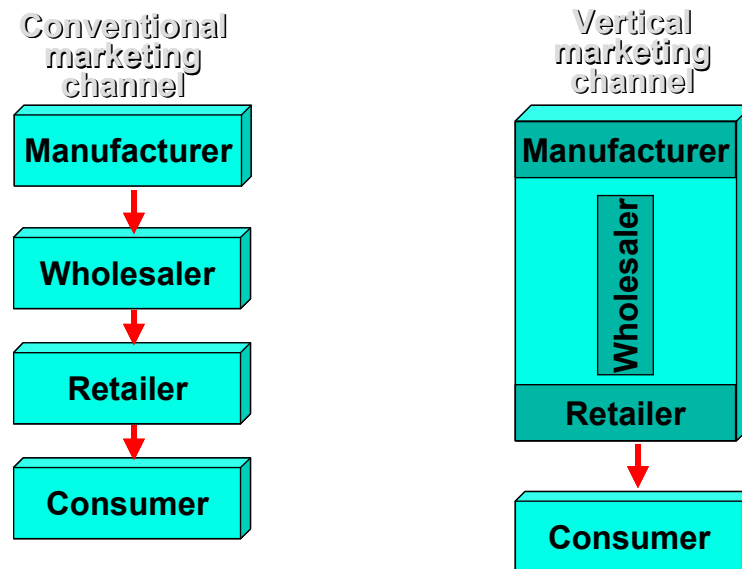 Conventional
marketing
channel
Manufacturer
Wholesaler
Retailer
Consumer
Vertical
marketing
channel
Manufacturer
Wholesaler
Retailer
Consumer